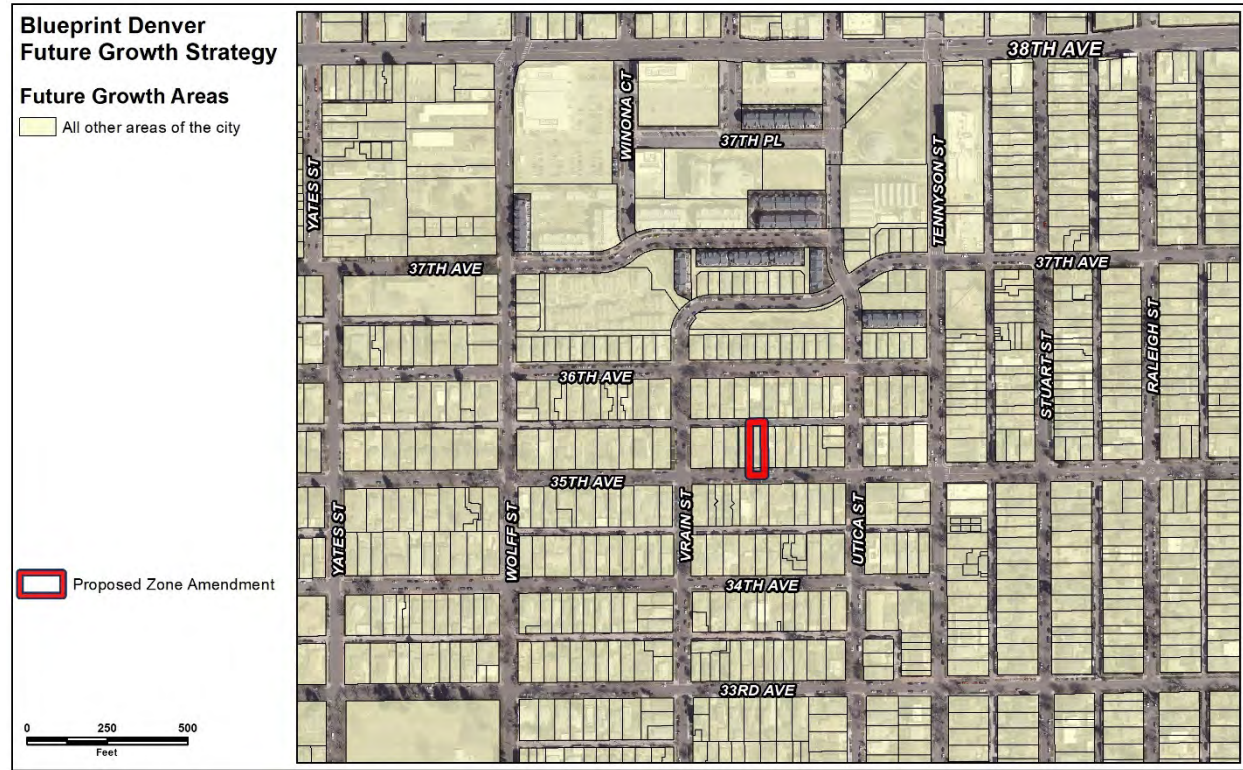 Blueprint Denver
Future Growth Strategy
Future Growth Areas
All other areas of the city
Proposed Zone Amendment
0 250 500
Feet
38TH AVE
WINONA CT
37TH PL
YATES ST
TENNYSON ST
37TH AVE
37TH AVE
STUART ST
RALEIGH ST
36TH AVE
35TH AVE
YATES ST
WOLFF ST
VRAIN ST
UTICA ST
34TH AVE
33RD AVE